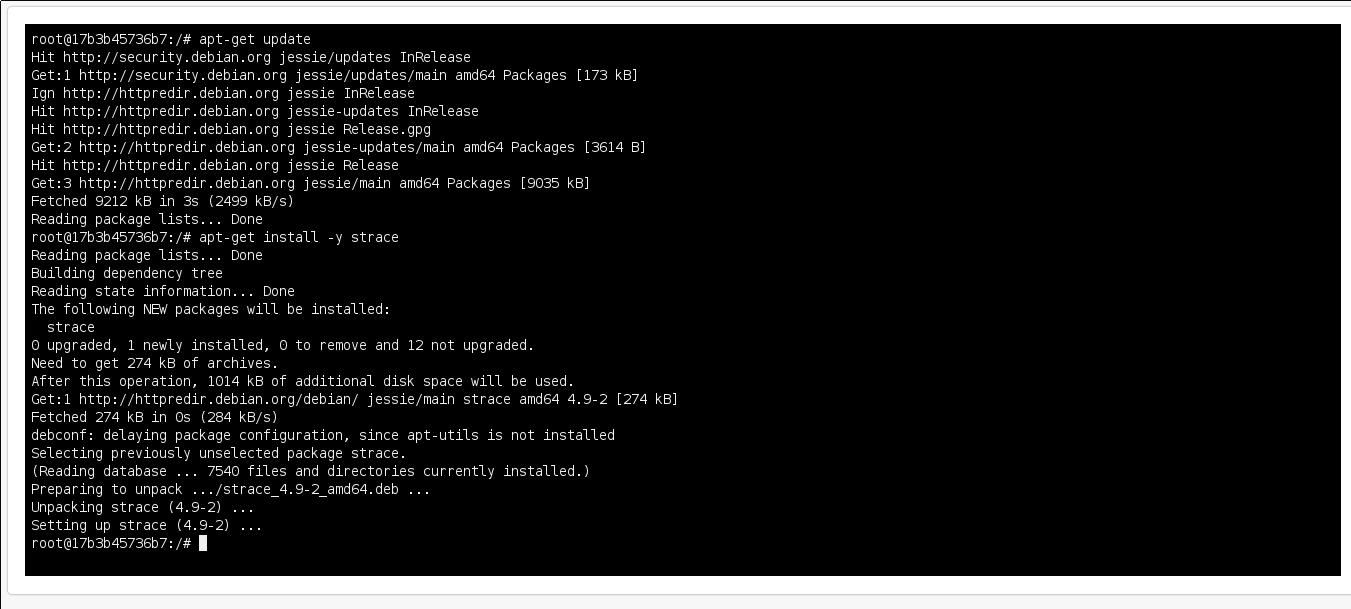 root@17b3b45736b7:/# apt-get update
Hit http://security.debian.org jessie/updates InRelease
Get:1 http://security.debian.org jessie/updates/main amd64 Packages [173 kB]
Ign http://httpredir.debian.org jessie InRelease
Hit http://httpredir.debian.org jessie-updates InRelease
Hit http://httpredir.debian.org jessie Release.gpg
Get:2 http://httpredir.debian.org jessie-updates/main amd64 Packages [3614 B]
Hit http://httpredir.debian.org jessie Release
Get:3 http://httpredir.debian.org jessie/main amd64 Packages [9035 kB]
Fetched 9212 kB in 3s (2499 kB/s)
Reading package lists... Done
root@17b3b45736b7:/# apt-get install -y strace
Reading package lists... Done
Building dependency tree
Reading state information... Done
The following NEW packages will be installed:
  strace
0 upgraded, 1 newly installed, 0 to remove and 12 not upgraded.
Need to get 274 kB of archives.
After this operation, 1014 kB of additional disk space will be used.
Get:1 http://httpredir.debian.org/debian/ jessie/main strace amd64 4.9-2 [274 kB]
Fetched 274 kB in 0s (284 kB/s)
debconf: delaying package configuration, since apt-utils is not installed
Selecting previously unselected package strace.
(Reading database ... 7540 files and directories currently installed.)
Preparing to unpack .../strace_4.9-2_amd64.deb ...
Unpacking strace (4.9-2) ...
Setting up strace (4.9-2) ...
root@17b3b45736b7:/#